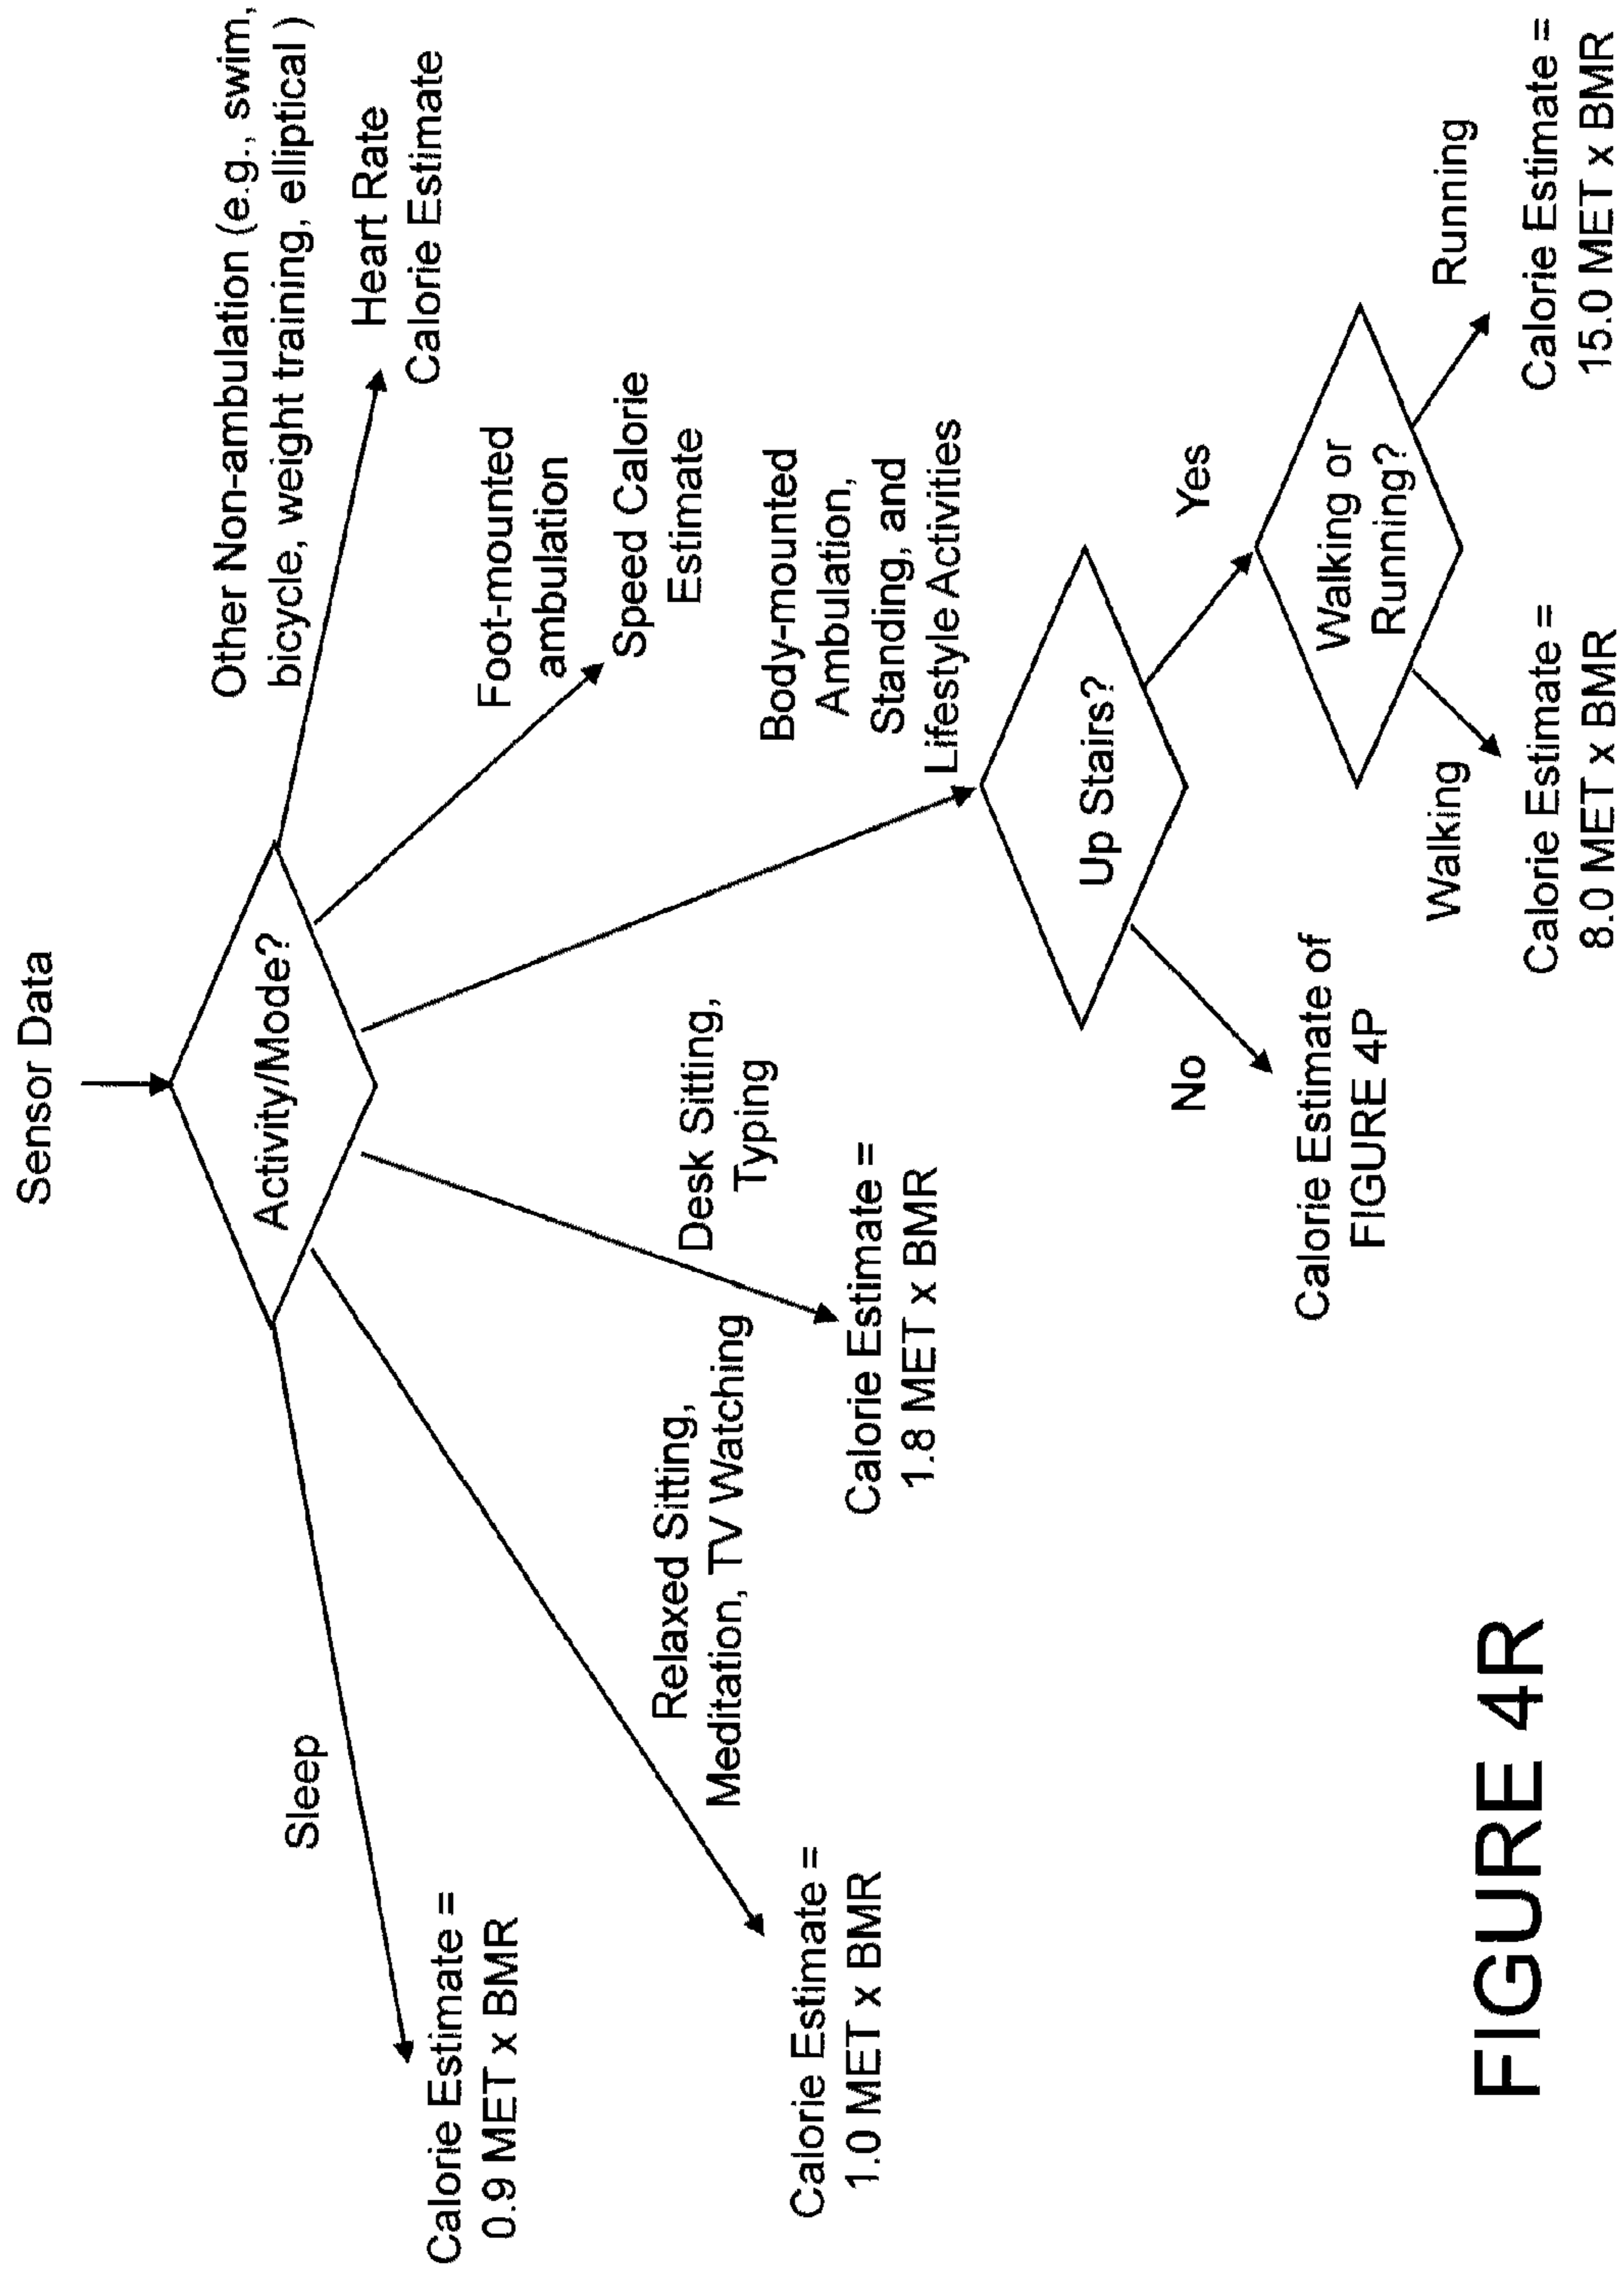 Sensor Data
Activity/Mode?
Sleep
Calorie Estimate =
0.9 MET x BMR
Relaxed Sitting,
Meditation, TV Watching
Calorie Estimate =
1.0 MET x BMR
Desk Sitting,
Typing
Calorie Estimate =
1.8 MET x BMR
Other Non-ambulation (e.g., swim,
bicycle, weight training, elliptical )
Heart Rate
Calorie Estimate
Foot-mounted
ambulation
Speed Calorie
Estimate
Body-mounted
Ambulation,
Standing, and
Lifestyle Activities
Up Stairs?
No
Calorie Estimate of
FIGURE 4P
Yes
Walking or
Running?
Walking
Calorie Estimate =
8.0 MET x BMR
Running
Calorie Estimate =
15.0 MET x BMR
FIGURE 4R